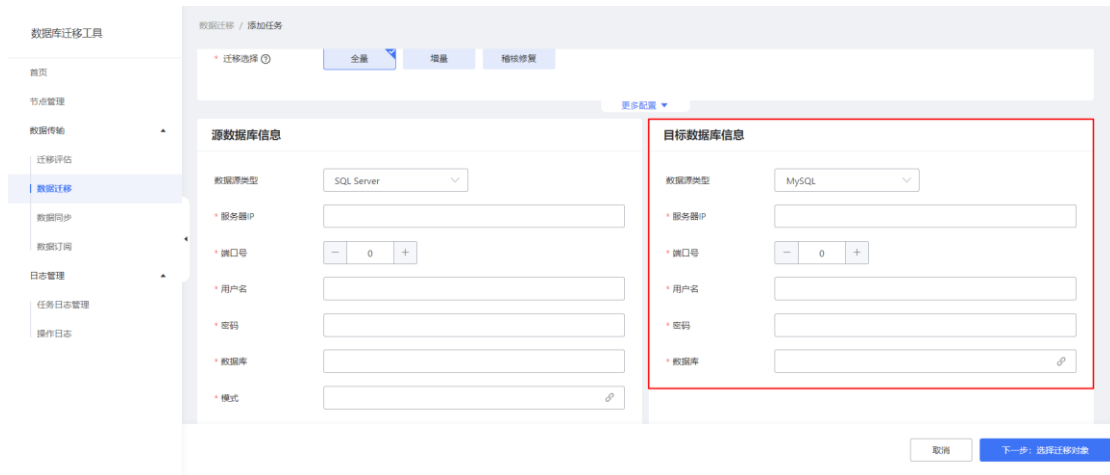 数据库迁移工具
首页
节点管理
数据传输
迁移评估
数据迁移
数据同步
数据订阅
日志管理
任务日志管理
操作日志
数据迁移 / 添加任务
* 迁移选择 ?
全量
增量
稽核修复
更多配置
源数据库信息
数据源类型
SQL Server
* 服务器IP
* 端口号
− 0 +
* 用户名
* 密码
* 数据库
* 模式
目标数据库信息
数据源类型
MySQL
* 服务器IP
* 端口号
− 0 +
* 用户名
* 密码
* 数据库
取消
下一步：选择迁移对象